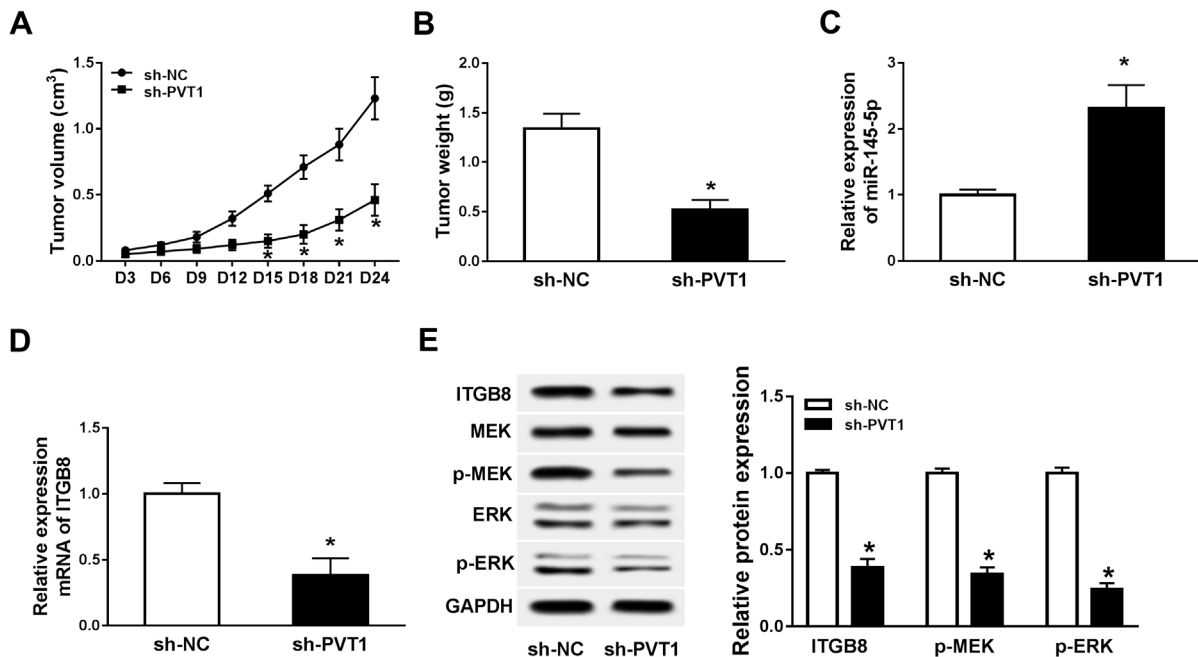 A
Tumor volume (cm³)
1.5
1.0
0.5
0.0
sh-NC
sh-PVT1
*
*
*
*
D3 D6 D9 D12 D15 D18 D21 D24
B
Tumor weight (g)
2.0
1.5
1.0
0.5
0.0
*
sh-NC sh-PVT1
C
Relative expression
of miR-145-5p
3
2
1
0
*
sh-NC sh-PVT1
D
Relative expression
mRNA of ITGB8
1.5
1.0
0.5
0.0
*
sh-NC sh-PVT1
E
ITGB8
MEK
p-MEK
ERK
p-ERK
GAPDH
sh-NC sh-PVT1
Relative protein expression
1.5
1.0
0.5
0.0
sh-NC
sh-PVT1
*
*
*
ITGB8 p-MEK p-ERK